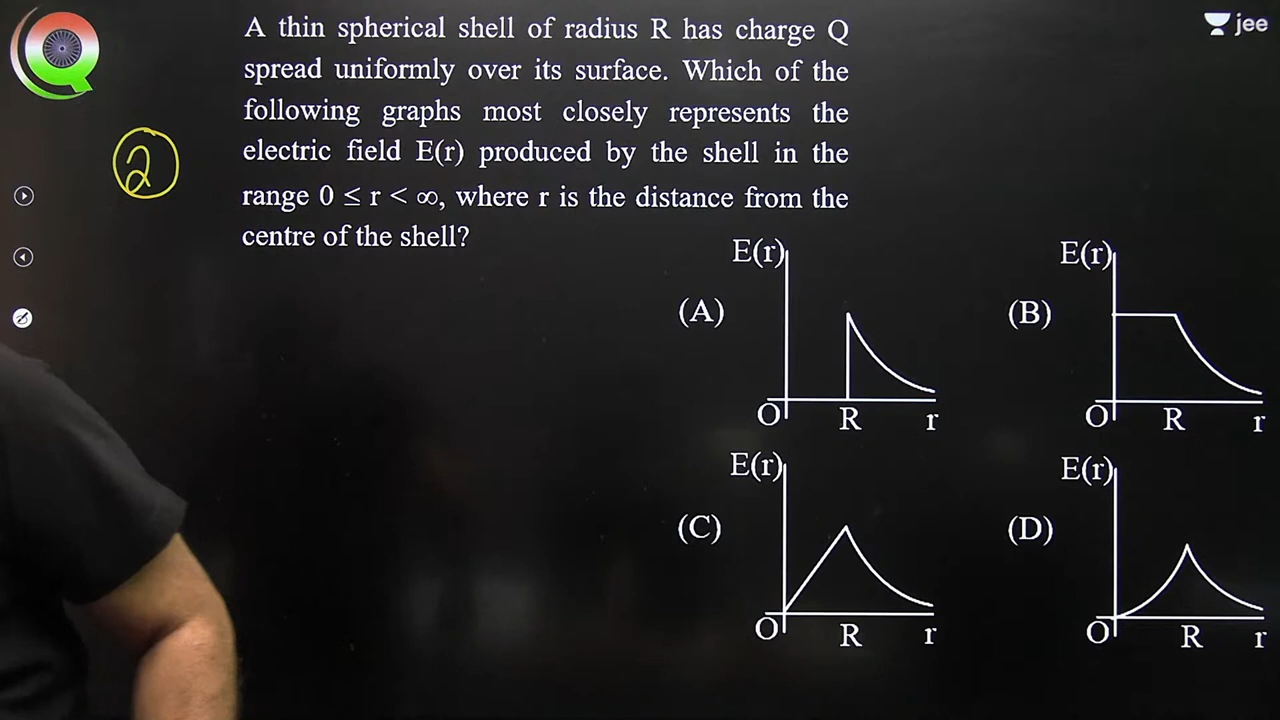 A thin spherical shell of radius R has charge Q
spread uniformly over its surface. Which of the
following graphs most closely represents the
electric field E(r) produced by the shell in the
range 0 ≤ r < ∞, where r is the distance from the
centre of the shell?
jee
2
E(r)
(A)
O R r
E(r)
(B)
O R r
E(r)
(C)
O R r
E(r)
(D)
O R r